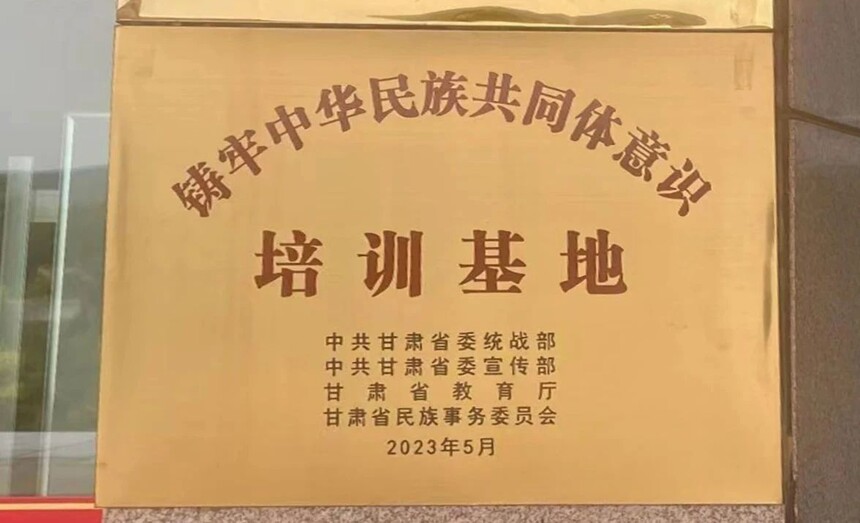 铸牢中华民族共同体意识
培训基地
中共甘肃省委统战部
中共甘肃省委宣传部
甘肃省教育厅
甘肃省民族事务委员会
2023年5月